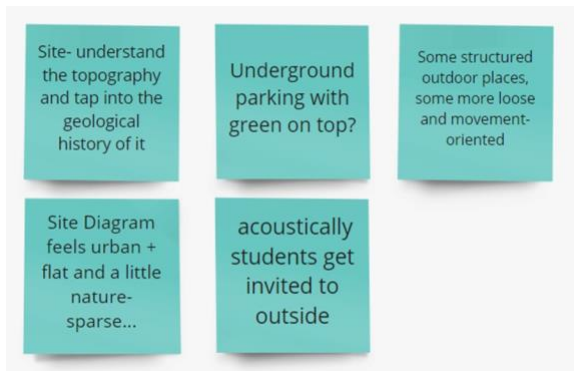 Site- understand
the topography
and tap into the
geological
history of it
Underground
parking with
green on top?
Some structured
outdoor places,
some more loose
and movement-
oriented
Site Diagram
feels urban +
flat and a little
nature-
sparse...
acoustically
students get
invited to
outside